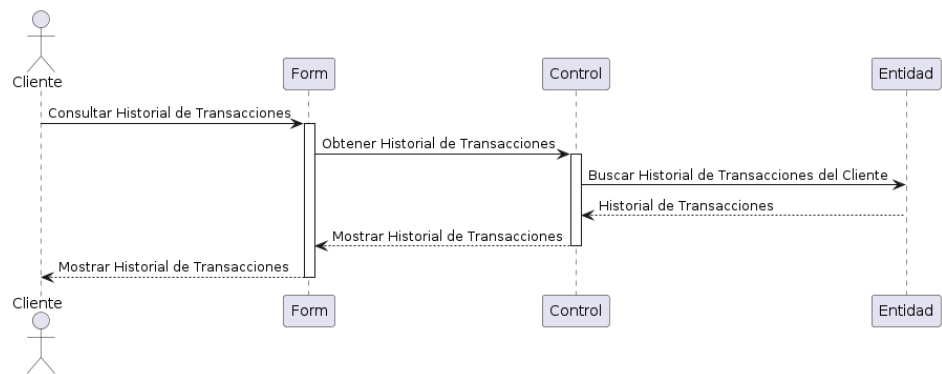 Cliente
Form
Control
Entidad
Consultar Historial de Transacciones
Obtener Historial de Transacciones
Buscar Historial de Transacciones del Cliente
Historial de Transacciones
Mostrar Historial de Transacciones
Mostrar Historial de Transacciones
Cliente
Form
Control
Entidad